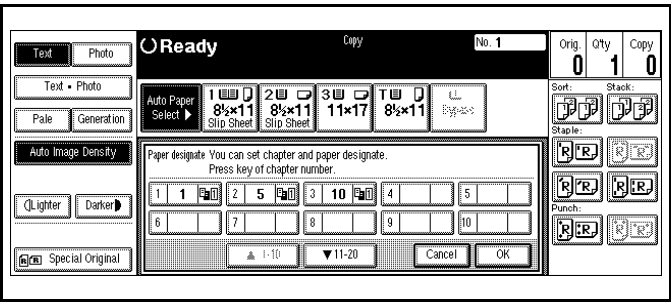 Text
Photo
Text • Photo
Pale
Generation
Auto Image Density
Lighter
Darker
Special Original
Ready
Copy
No. 1
Orig. Q'ty Copy
0 1 0
Auto Paper
Select ▶
1
8½×11
Slip Sheet
2
8½×11
Slip Sheet
3
11×17
T
8½×11
Bypass
Sort: Stack:
Staple:
Punch:
Paper designate You can set chapter and paper designate.
Press key of chapter
number.
1 1
2 5
3 10
4
5
6
7
8
9
10
▲ 1-10
▼11-20
Cancel
OK